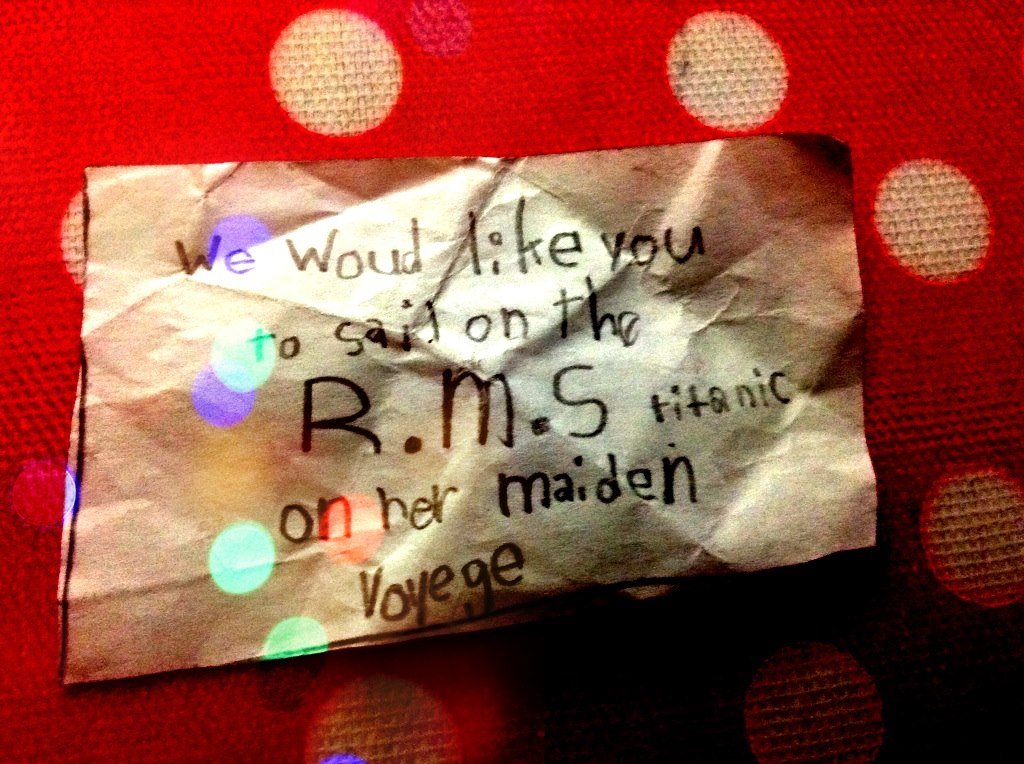 We Woud like you
to sail on the
R.M.S titanic
on her maiden
Voyege